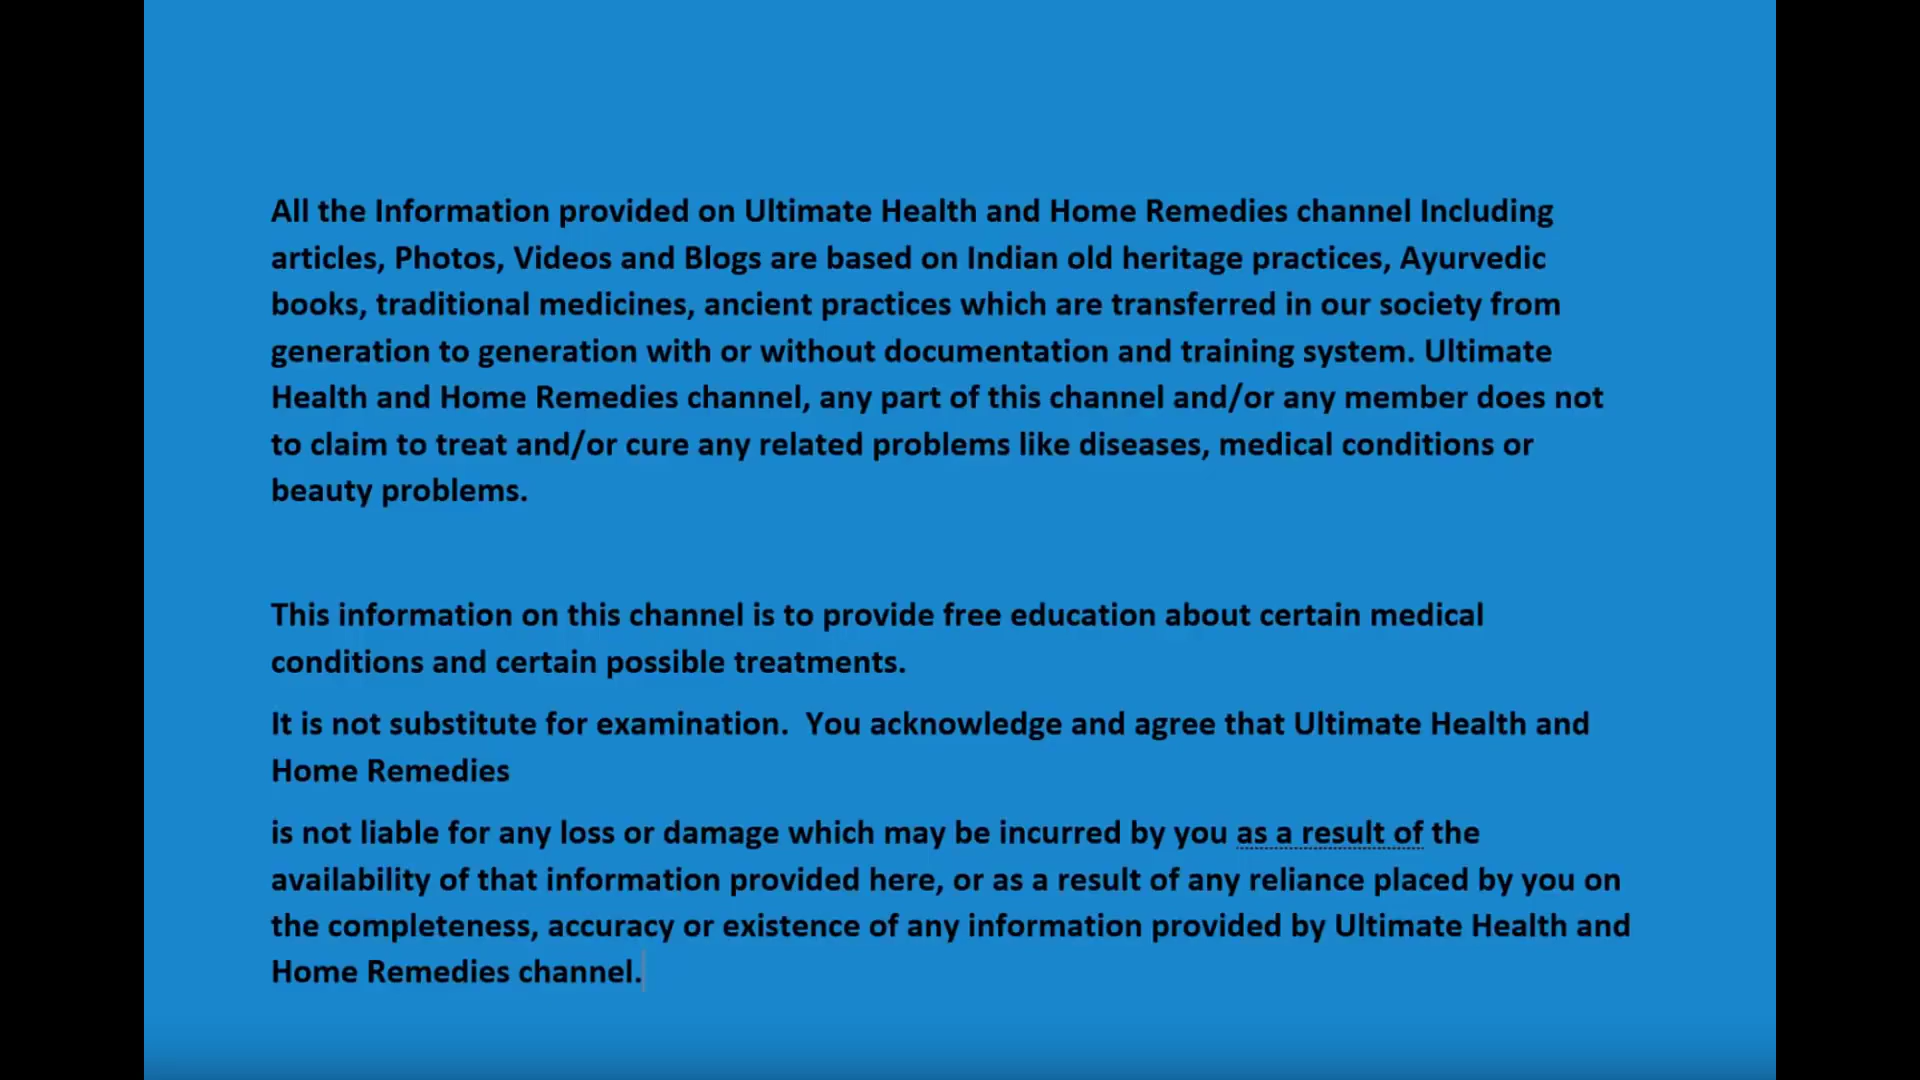 All the Information provided on Ultimate Health and Home Remedies channel Including
articles, Photos, Videos and Blogs are based on Indian old heritage practices, Ayurvedic
books, traditional medicines, ancient practices which are transferred in our society from
generation to generation with or without documentation and training system. Ultimate
Health and Home Remedies channel, any part of this channel and/or any member does not
to claim to treat and/or cure any related problems like diseases, medical conditions or
beauty problems.
This information on this channel is to provide free education about certain medical
conditions and certain possible treatments.
It is not substitute for examination.  You acknowledge and agree that Ultimate Health and
Home Remedies
is not liable for any loss or damage which may be incurred by you as a result of the
availability of that information provided here, or as a result of any reliance placed by you on
the completeness, accuracy or existence of any information provided by Ultimate Health and
Home Remedies channel.